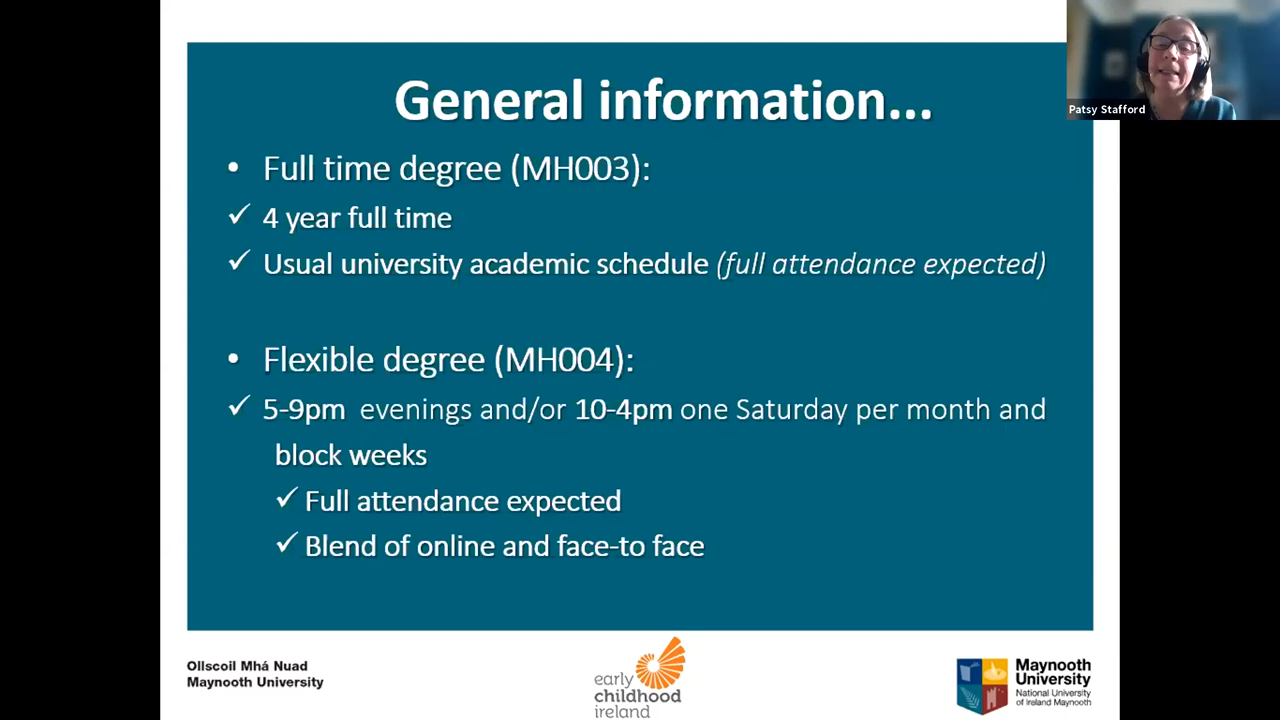 General information...
Patsy Stafford
• Full time degree (MH003):
✓ 4 year full time
✓ Usual university academic schedule (full attendance expected)
• Flexible degree (MH004):
✓ 5-9pm evenings and/or 10-4pm one Saturday per month and
block weeks
✓ Full attendance expected
✓ Blend of online and face-to face
Ollscoil Mhá Nuad
Maynooth University
early
childhood
ireland
Maynooth
University
National University
of Ireland Maynooth